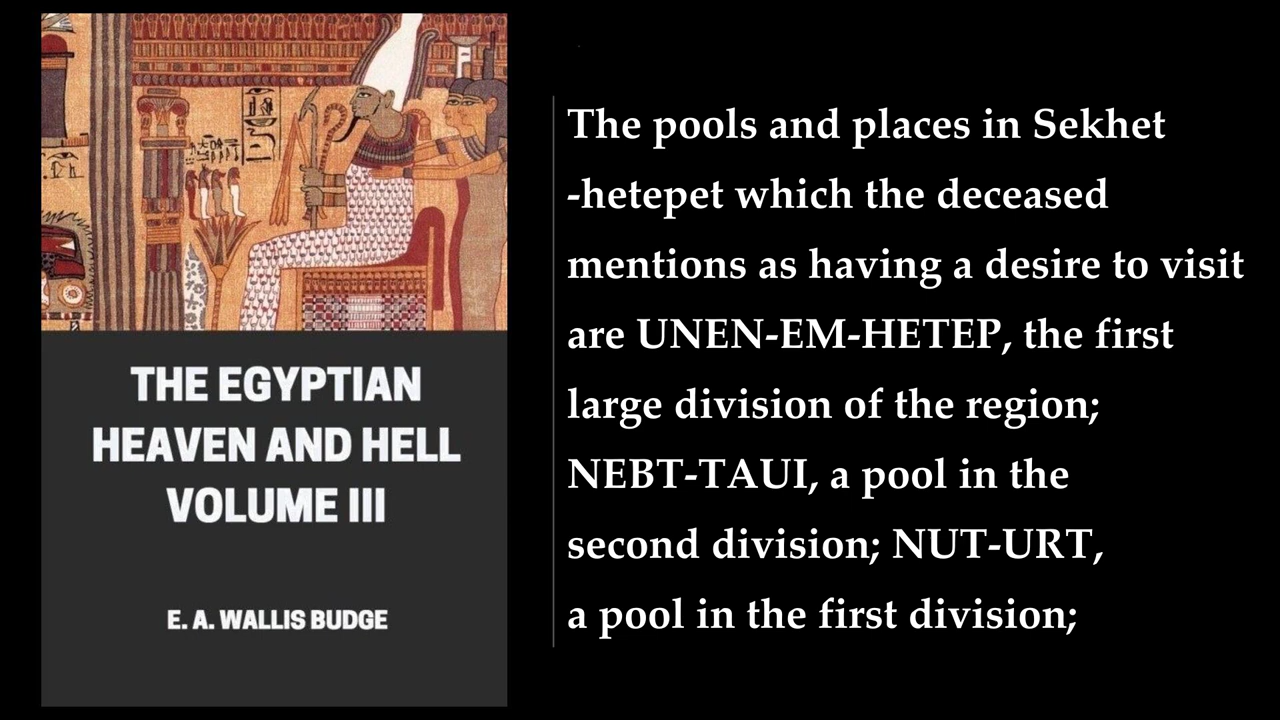 THE EGYPTIAN
HEAVEN AND HELL
VOLUME III
E. A. WALLIS BUDGE
The pools and places in Sekhet
-hetepet which the deceased
mentions as having a desire to visit
are UNEN-EM-HETEP, the first
large division of the region;
NEBT-TAUI, a pool in the
second division; NUT-URT,
a pool in the first division;